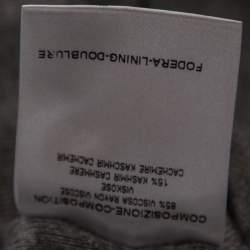 COMPOSIZIONE-COMPOSITION
85% VISCOSA RAYON VISCOSE
VISKOSE
15% KASHMIR CASHMERE
CACHEMIRE KASCHMIR CACHEMIR
FODERA-LINING-DOUBLURE